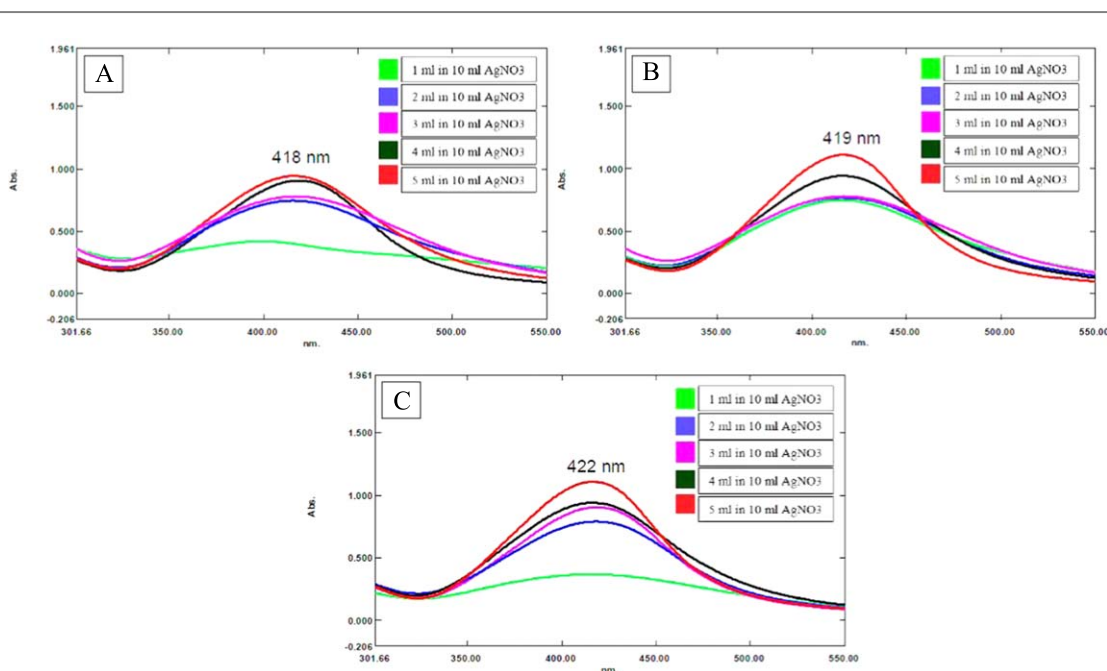 A
1.961
1.500
1.000
0.500
0.000
-0.206
Abs.
418 nm
1 ml in 10 ml AgNO3
2 ml in 10 ml AgNO3
3 ml in 10 ml AgNO3
4 ml in 10 ml AgNO3
5 ml in 10 ml AgNO3
301.66 350.00 400.00 450.00 500.00 550.00
nm.
B
1.961
1.500
1.000
0.500
0.000
-0.206
Abs.
419 nm
1 ml in 10 ml AgNO3
2 ml in 10 ml AgNO3
3 ml in 10 ml AgNO3
4 ml in 10 ml AgNO3
5 ml in 10 ml AgNO3
301.66 350.00 400.00 450.00 500.00 550.00
nm.
C
1.961
1.500
1.000
0.500
0.000
-0.206
Abs.
422 nm
1 ml in 10 ml AgNO3
2 ml in 10 ml AgNO3
3 ml in 10 ml AgNO3
4 ml in 10 ml AgNO3
5 ml in 10 ml AgNO3
301.66 350.00 400.00 450.00 500.00 550.00
nm